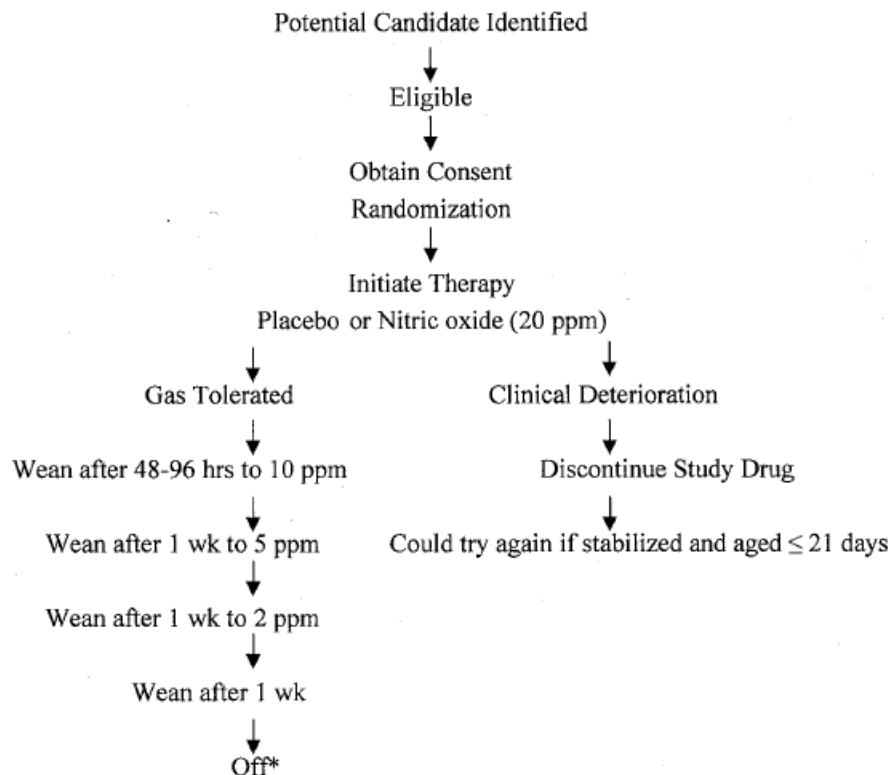 Potential Candidate Identified
Eligible
Obtain Consent
Randomization
Initiate Therapy
Placebo or Nitric oxide (20 ppm)
Gas Tolerated
Wean after 48-96 hrs to 10 ppm
Wean after 1 wk to 5 ppm
Wean after 1 wk to 2 ppm
Wean after 1 wk
Off*
Clinical Deterioration
Discontinue Study Drug
Could try again if stabilized and aged ≤ 21 days